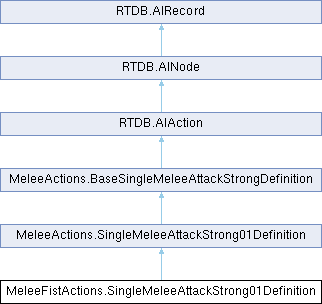 RTDB.AIRecord
RTDB.AINode
RTDB.AIAction
MeleeActions.BaseSingleMeleeAttackStrongDefinition
MeleeActions.SingleMeleeAttackStrong01Definition
MeleeFistActions.SingleMeleeAttackStrong01Definition